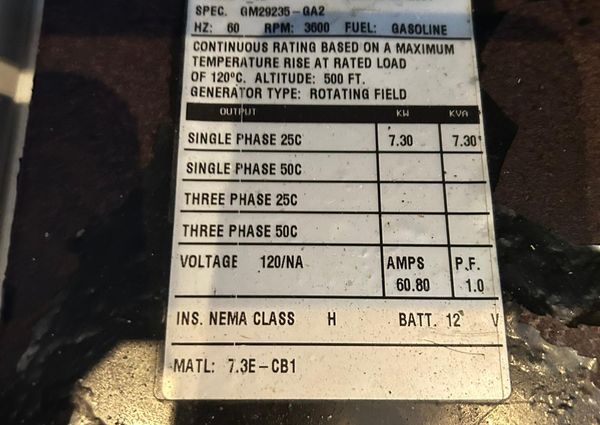 SPEC. GM29235-GA2
HZ: 60 RPM: 3600 FUEL: GASOLINE
CONTINUOUS RATING BASED ON A MAXIMUM
TEMPERATURE RISE AT RATED LOAD
OF 120ºC. ALTITUDE: 500 FT.
GENERATOR TYPE: ROTATING FIELD
OUTPUT KW KVA
SINGLE PHASE 25C 7.30 7.30
SINGLE PHASE 50C
THREE PHASE 25C
THREE PHASE 50C
VOLTAGE 120/NA AMPS P.F.
60.80 1.0
INS. NEMA CLASS H BATT. 12 V
MATL: 7.3E-CB1